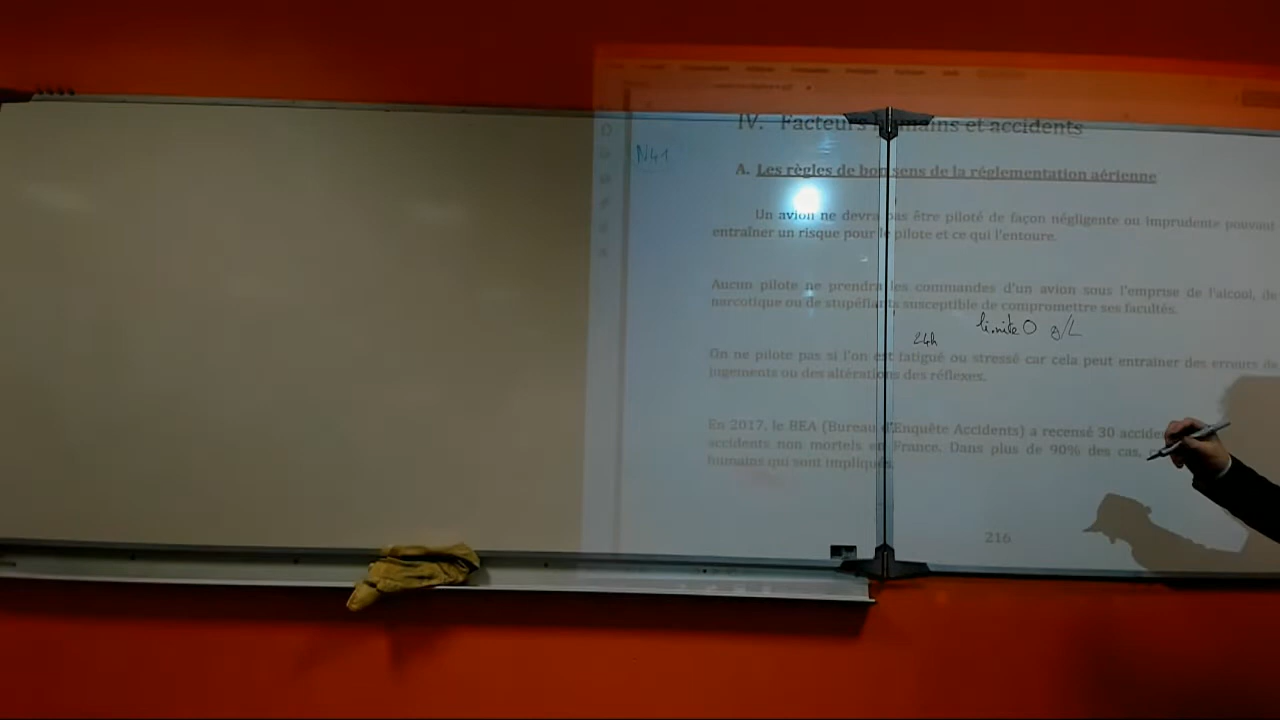 IV. Facteurs humains et accidents
N41
A. Les règles de bon sens de la réglementation aérienne
Un avion ne devra pas être piloté de façon négligente ou imprudente pouvant
entraîner un risque pour le pilote et ce qui l'entoure.
Aucun pilote ne prendra les commandes d'un avion sous l'emprise de l'alcool, de
narcotique ou de stupéfiants susceptible de compromettre ses facultés.
limite 0 g/L
24h
On ne pilote pas si l'on est fatigué ou stressé car cela peut entrainer des erreurs de
jugements ou des altérations des réflexes.
En 2017, le BEA (Bureau d'Enquête Accidents) a recensé 30
accidents non mortels en France. Dans plus de 90% des cas,
humains qui sont impliqués.
216